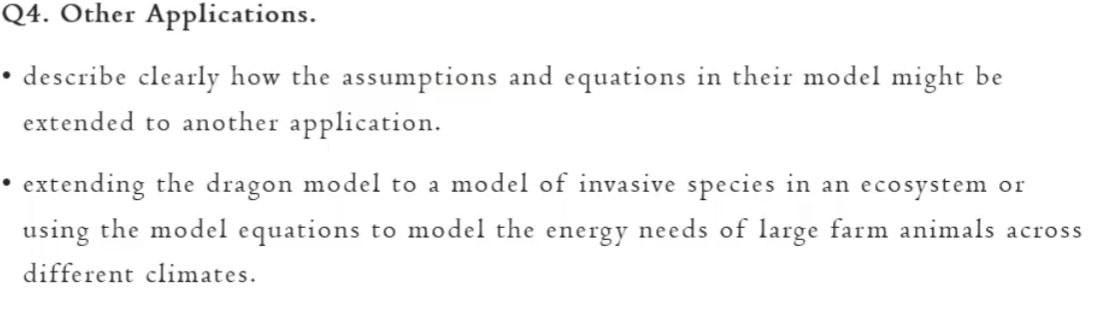 Q4. Other Applications.
• describe clearly how the assumptions and equations in their model might be
extended to another application.
• extending the dragon model to a model of invasive species in an ecosystem or
using the model equations to model the energy needs of large farm animals across
different climates.